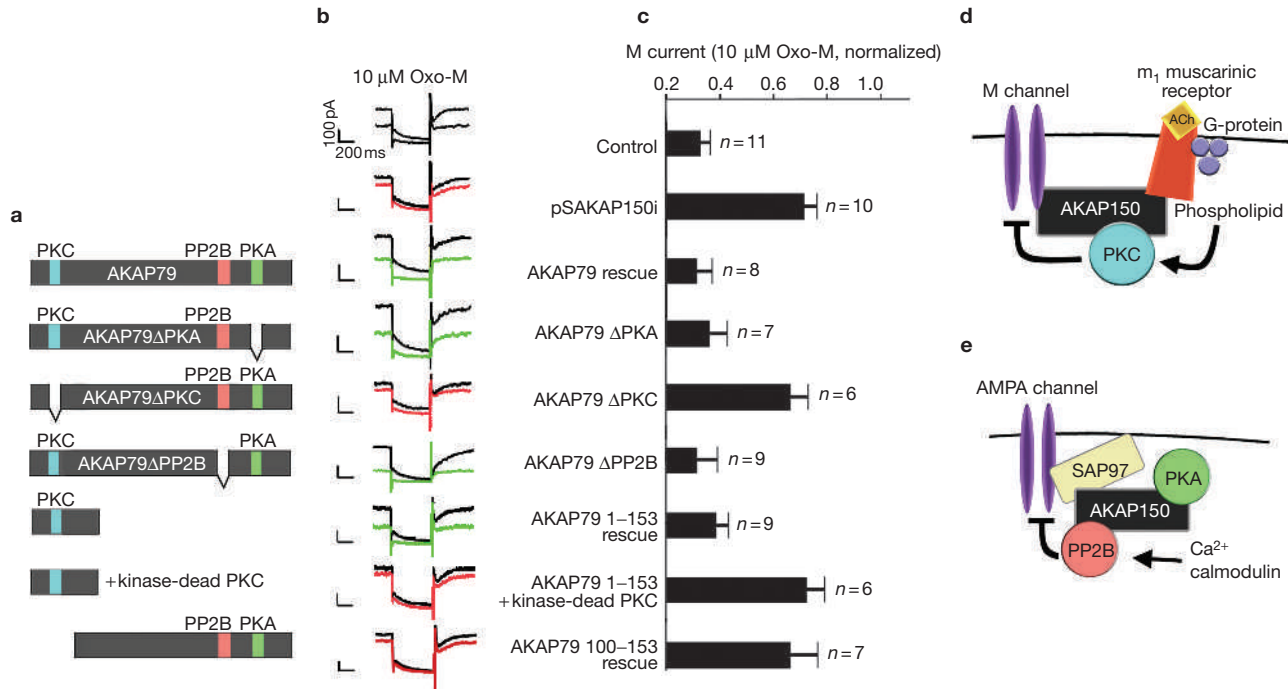 a
PKC PP2B PKA
AKAP79
PKC PP2B
AKAP79ΔPKA
PP2B PKA
AKAP79ΔPKC
PKC PKA
AKAP79ΔPP2B
PKC
+kinase-dead PKC
PP2B PKA
b
10 μM Oxo-M
100 pA
200 ms
c
M current (10 μM Oxo-M, normalized)
0.2 0.4 0.6 0.8 1.0
Control
n=11
pSAKAP150i
n=10
AKAP79 rescue
n=8
AKAP79 ΔPKA
n=7
AKAP79 ΔPKC
n=6
AKAP79 ΔPP2B
n=9
AKAP79 1–153
rescue
n=9
AKAP79 1–153
+kinase-dead PKC
n=6
AKAP79 100–153
rescue
n=7
d
m1 muscarinic
receptor
M channel
ACh
G-protein
AKAP150
Phospholipid
PKC
e
AMPA channel
SAP97
PKA
AKAP150
PP2B
Ca2+
calmodulin